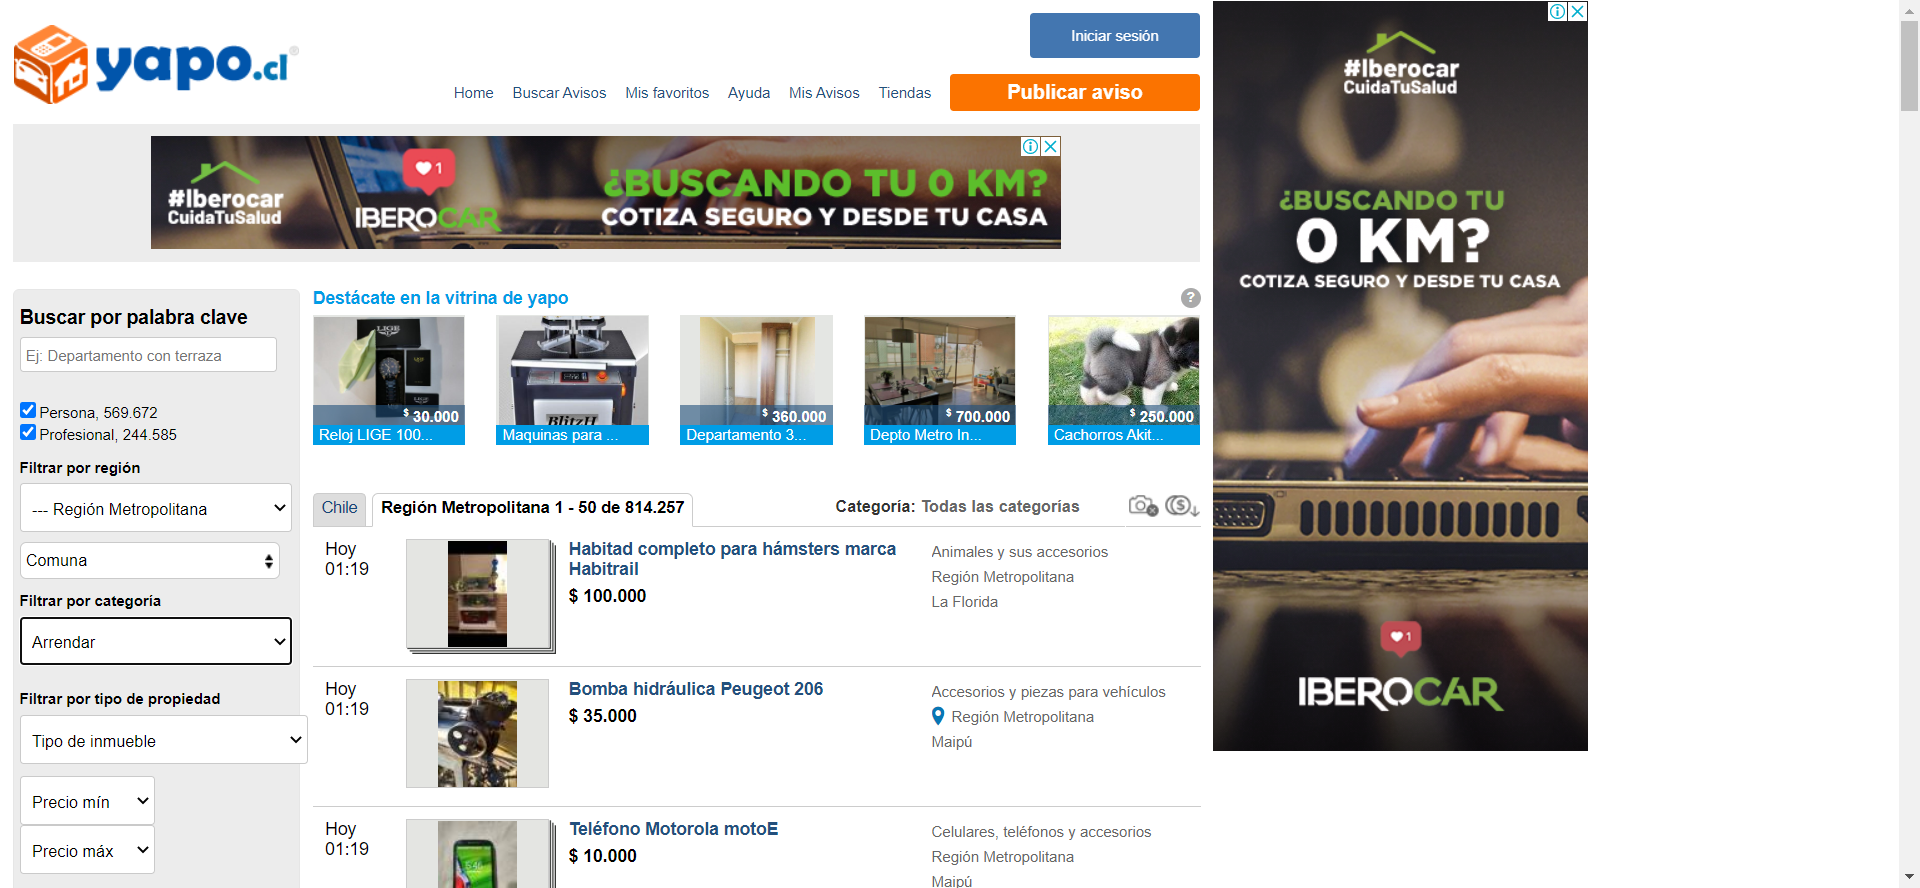 yapo.cl®
Iniciar sesión
Home
Buscar Avisos
Mis favoritos
Ayuda
Mis Avisos
Tiendas
Publicar aviso
#Iberocar
CuidaTuSalud
1
IBEROCAR
¿BUSCANDO TU 0 KM?
COTIZA SEGURO Y DESDE TU CASA
#Iberocar
CuidaTuSalud
¿BUSCANDO TU
0 KM?
COTIZA SEGURO Y DESDE TU CASA
1
IBEROCAR
Buscar por palabra clave
Ej: Departamento con terraza
Persona, 569.672
Profesional, 244.585
Filtrar por región
--- Región Metropolitana
Comuna
Filtrar por categoría
Arrendar
Filtrar por tipo de propiedad
Tipo de inmueble
Precio mín
Precio máx
Destácate en la vitrina de yapo
?
LIGE
$ 30.000
Reloj LIGE 100...
BlitzH
Maquinas para ...
$ 360.000
Departamento 3...
$ 700.000
Depto Metro In...
$ 250.000
Cachorros Akit...
Chile
Región Metropolitana 1 - 50 de 814.257
Categoría: Todas las categorías
Hoy
01:19
Habitad completo para hámsters marca
Habitrail
$ 100.000
Animales y sus accesorios
Región Metropolitana
La Florida
Hoy
01:19
Bomba hidráulica Peugeot 206
$ 35.000
Accesorios y piezas para vehículos
Región Metropolitana
Maipú
Hoy
01:19
Teléfono Motorola motoE
$ 10.000
Celulares, teléfonos y accesorios
Región Metropolitana
Maipú